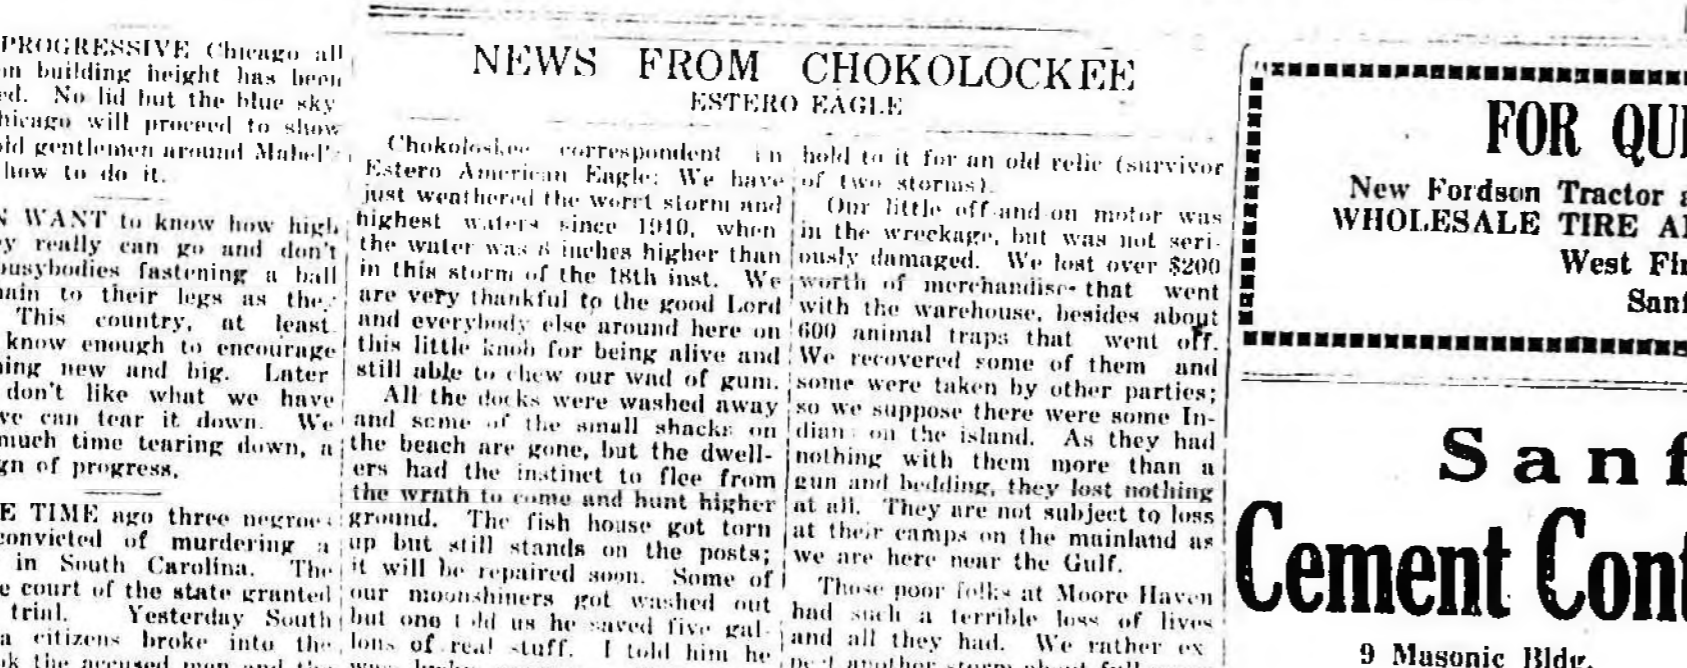 PROGRESSIVE Chicago all
on building height has been
ed. No lid but the blue sky
hicago will proceed to show
old gentlemen around Mabel's
how to do it.
N WANT to know how high
ey really can go and don't
busybodies fastening a ball
hain to their legs as they
This country, at least
know enough to encourage
hing new and big. Later
don't like what we have
we can tear it down. We
much time tearing down, a
gn of progress.
E TIME ago three negroes
convicted of murdering a
in South Carolina. The
e court of the state granted
trial. Yesterday South
a citizens broke into the
ok the accused men and the
NEWS FROM CHOKOLOCKEE
ESTERO EAGLE
Chokoloskee correspondent in
Estero American Eagle: We have
just weathered the worrt storm and
highest waters since 1910, when
the water was 8 inches higher than
in this storm of the 18th inst. We
are very thankful to the good Lord
and everybody else around here on
this little knob for being alive and
still able to chew our wad of gum.
All the docks were washed away
and some of the small shacks on
the beach are gone, but the dwell-
ers had the instinct to flee from
the wrath to come and hunt higher
ground. The fish house got torn
up but still stands on the posts;
it will be repaired soon. Some of
our moonshiners got washed out
but one told us he saved five gal-
lons of real stuff. I told him he
was
hold to it for an old relic (survivor
of two storms).
Our little off-and-on motor was
in the wreckage, but was not seri-
ously damaged. We lost over $200
worth of merchandise that went
with the warehouse, besides about
600 animal traps that went off.
We recovered some of them and
some were taken by other parties;
so we suppose there were some In-
dians on the island. As they had
nothing with them more than a
gun and bedding, they lost nothing
at all. They are not subject to loss
at their camps on the mainland as
we are here near the Gulf.
Those poor folks at Moore Haven
had such a terrible loss of lives
and all they had. We rather ex-
pect another storm about full
FOR QUI
New Fordson Tractor a
WHOLESALE TIRE A
West Fir
Sanf
Sanf
Cement Cont
9 Masonic Bldg.